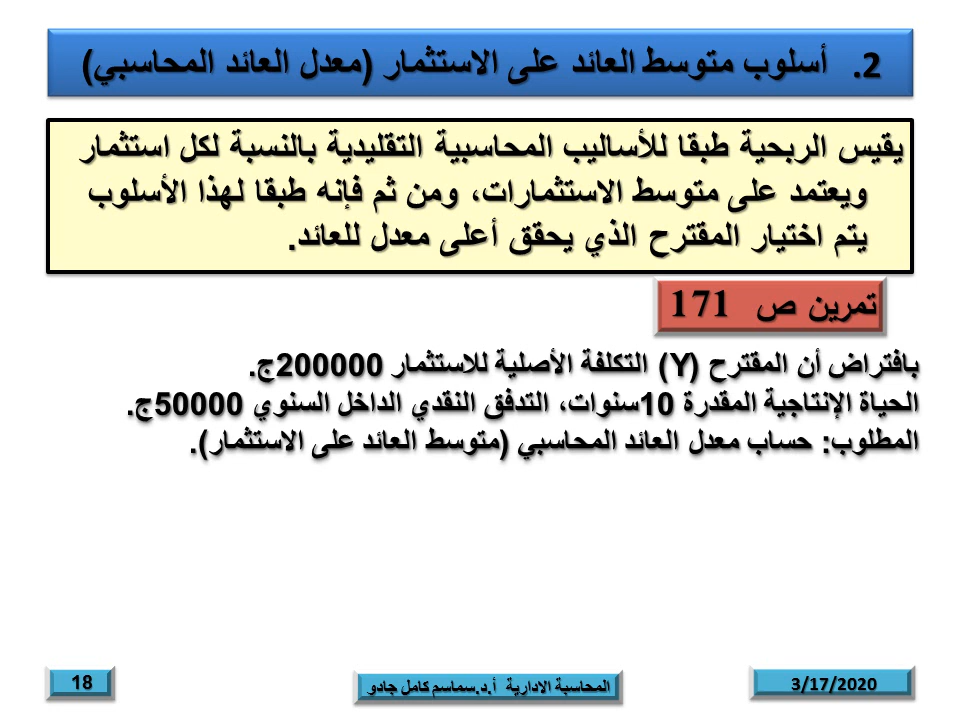 2. أسلوب متوسط العائد على الاستثمار (معدل العائد المحاسبي)
يقيس الربحية طبقا للأساليب المحاسبية التقليدية بالنسبة لكل استثمار
ويعتمد على متوسط الاستثمارات، ومن ثم فإنه طبقا لهذا الأسلوب
يتم اختيار المقترح الذي يحقق أعلى معدل للعائد.
تمرين ص 171
بافتراض أن المقترح (Y) التكلفة الأصلية للاستثمار 200000ج.
الحياة الإنتاجية المقدرة 10سنوات، التدفق النقدي الداخل السنوي 50000ج.
المطلوب: حساب معدل العائد المحاسبي (متوسط العائد على الاستثمار).
18
المحاسبة الادارية أ.د.سماسم كامل جادو
3/17/2020